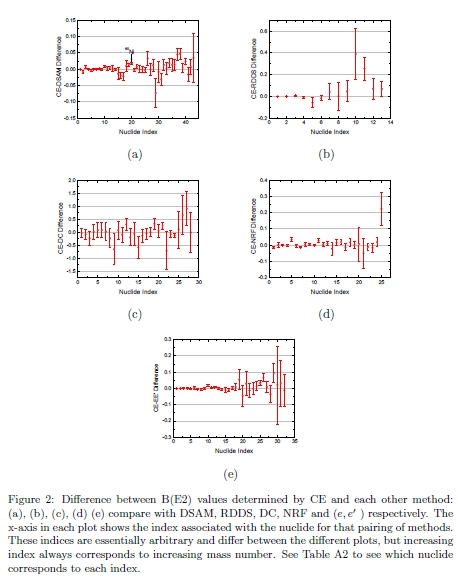 0.15
0.10
0.05
0.00
-0.05
-0.10
-0.15
CE-DSAM Difference
0 10 20 30 40
Nuclide Index
(a)
0.6
0.4
0.2
0.0
-0.2
CE-RDDS Difference
0 2 4 6 8 10 12 14
Nuclide Index
(b)
2.0
1.5
1.0
0.5
0.0
-0.5
-1.0
-1.5
CE-DC Difference
0 5 10 15 20 25 30
Nuclide Index
(c)
0.4
0.3
0.2
0.1
0.0
-0.1
-0.2
CE-NRF Difference
0 5 10 15 20 25
Nuclide Index
(d)
0.3
0.2
0.1
0.0
-0.1
-0.2
-0.3
CE-EE' Difference
0 5 10 15 20 25 30 35
Nuclide Index
(e)
Figure 2: Difference between B(E2) values determined by CE and each other method:
(a), (b), (c), (d) (e) compare with DSAM, RDDS, DC, NRF and (e, e′ ) respectively. The
x-axis in each plot shows the index associated with the nuclide for that pairing of methods.
These indices are essentially arbitrary and differ between the different plots, but increasing
index always corresponds to increasing mass number. See Table A2 to see which nuclide
corresponds to each index.